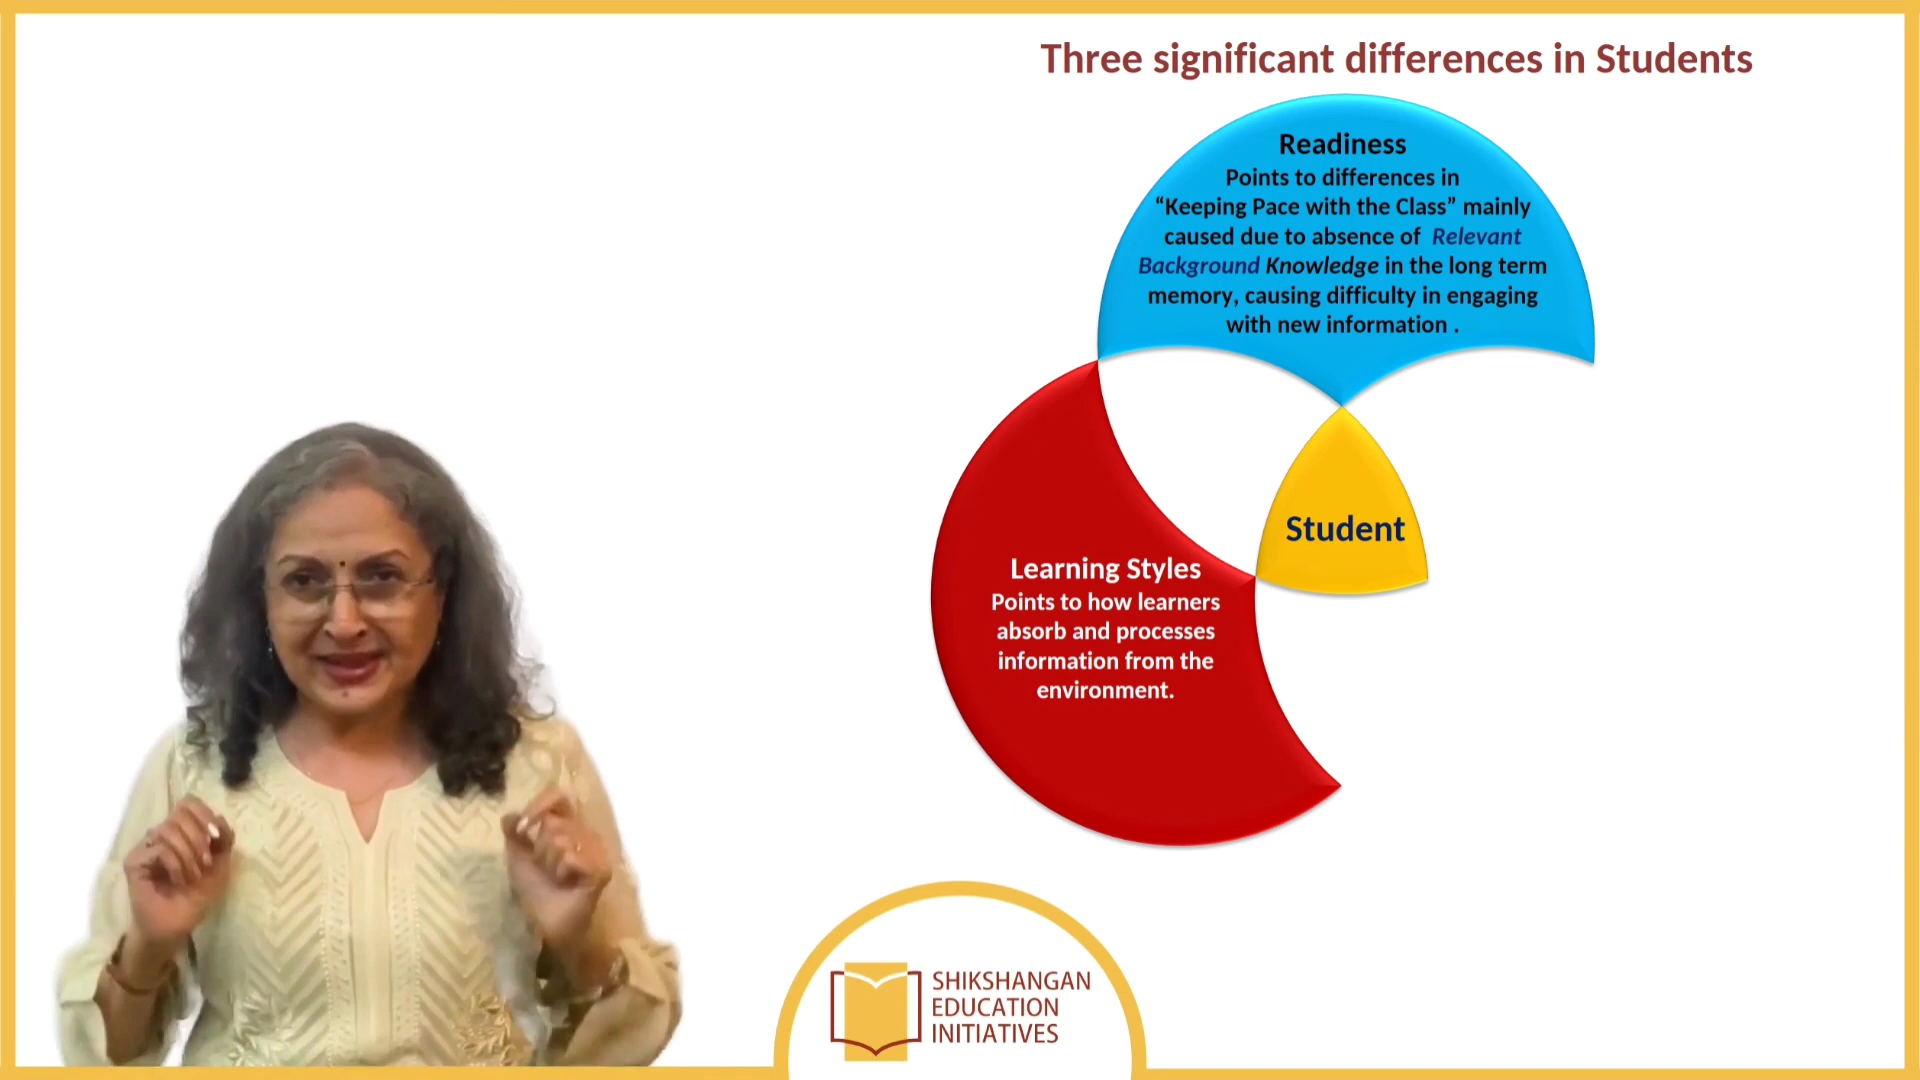 Three significant differences in Students
Readiness
Points to differences in
“Keeping Pace with the Class” mainly
caused due to absence of Relevant
Background Knowledge in the long term
memory, causing difficulty in engaging
with new information .
Student
Learning Styles
Points to how learners
absorb and processes
information from the
environment.
SHIKSHANGAN
EDUCATION
INITIATIVES